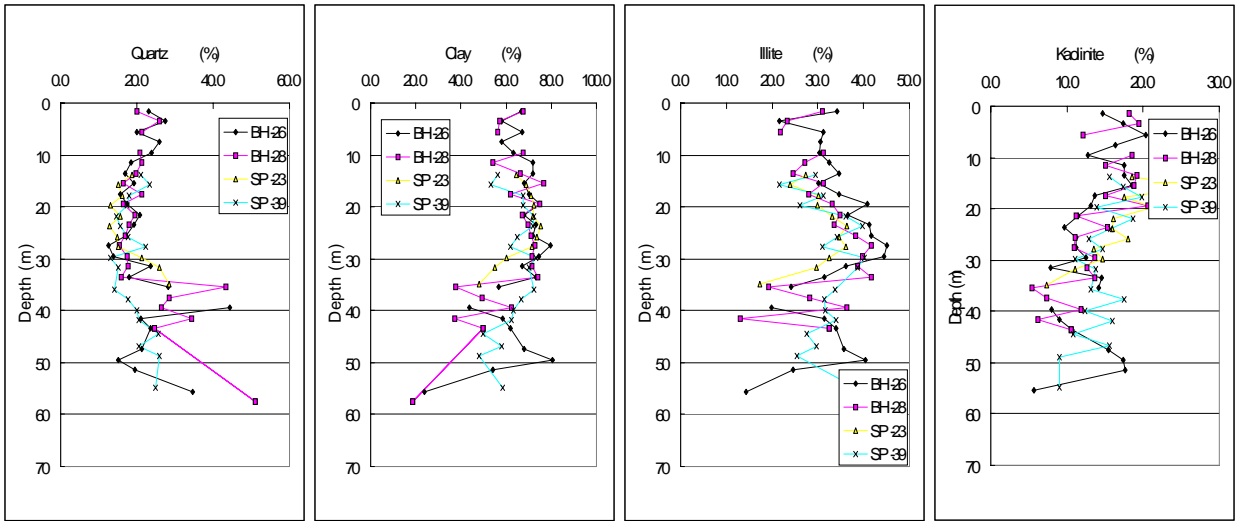 Quartz (%)
0.0 20.0 40.0 60.0
0
10
20
30
40
50
60
70
Depth (m)
BH-26
BH-28
SP-23
SP-39
Clay (%)
0.0 20.0 40.0 60.0 80.0 100.0
0
10
20
30
40
50
60
70
Depth (m)
BH-26
BH-28
SP-23
SP-39
Illite (%)
0.0 10.0 20.0 30.0 40.0 50.0
0
10
20
30
40
50
60
70
Depth (m)
BH-26
BH-28
SP-23
SP-39
Kaolinite (%)
0.0 10.0 20.0 30.0
0
10
20
30
40
50
60
70
Depth (m)
BH-26
BH-28
SP-23
SP-39